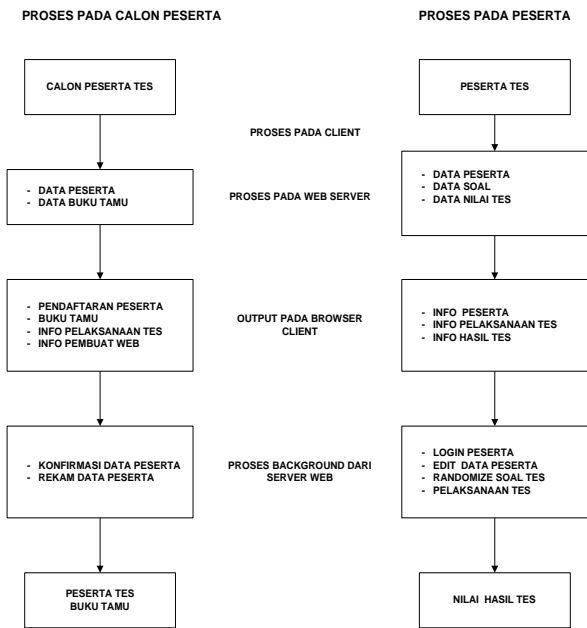 PROSES PADA CALON PESERTA
PROSES PADA PESERTA
CALON PESERTA TES
PESERTA TES
PROSES PADA CLIENT
- DATA PESERTA
- DATA BUKU TAMU
PROSES PADA WEB SERVER
- DATA PESERTA
- DATA SOAL
- DATA NILAI TES
- PENDAFTARAN PESERTA
- BUKU TAMU
- INFO PELAKSANAAN TES
- INFO PEMBUAT WEB
OUTPUT PADA BROWSER
CLIENT
- INFO PESERTA
- INFO PELAKSANAAN TES
- INFO HASIL TES
- KONFIRMASI DATA PESERTA
- REKAM DATA PESERTA
PROSES BACKGROUND DARI
SERVER WEB
- LOGIN PESERTA
- EDIT DATA PESERTA
- RANDOMIZE SOAL TES
- PELAKSANAAN TES
PESERTA TES
BUKU TAMU
NILAI HASIL TES